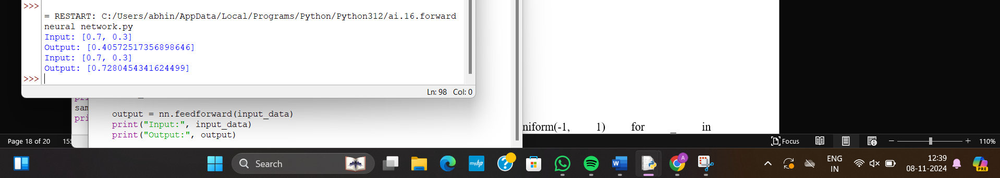 >>>
= RESTART: C:/Users/abhin/AppData/Local/Programs/Python/Python312/ai.16.forward
neural network.py
Input: [0.7, 0.3]
Output: [0.40572517356898646]
Input: [0.7, 0.3]
Output: [0.7280454341624499]
>>>
Ln: 98 Col: 0
sam
pri
output = nn.feedforward(input_data)
print("Input:", input_data)
print("Output:", output)
niform(-1, 1) for _ in
Page 18 of 20 155
Focus
110%
Search
myhp
ENG
IN
12:39
08-11-2024
A
W
PRE